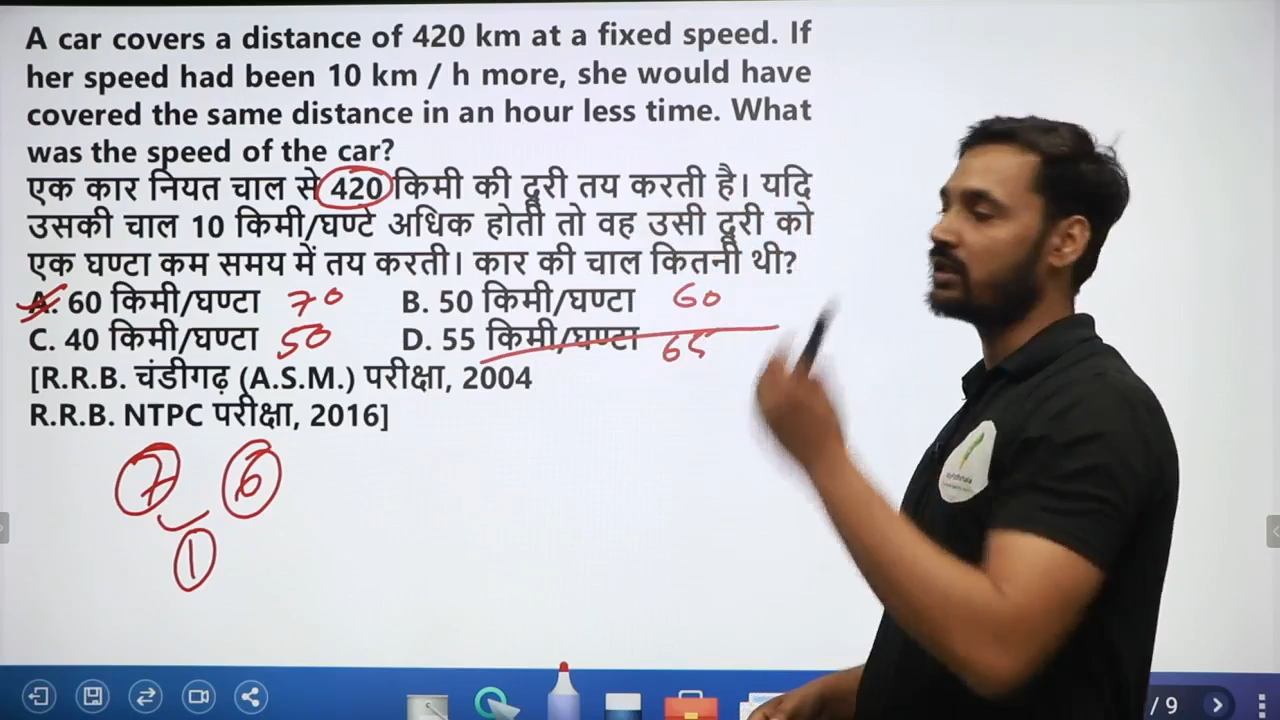 A car covers a distance of 420 km at a fixed speed. If
her speed had been 10 km / h more, she would have
covered the same distance in an hour less time. What
was the speed of the car?
एक कार नियत चाल से 420 किमी की दूरी तय करती है। यदि
उसकी चाल 10 किमी/घण्टे अधिक होती तो वह उसी दूरी को
एक घण्टा कम समय में तय करती। कार की चाल कितनी थी?
A. 60 किमी/घण्टा 70 B. 50 किमी/घण्टा 60
C. 40 किमी/घण्टा 50 D. 55 किमी/घण्टा 65
[R.R.B. चंडीगढ़ (A.S.M.) परीक्षा, 2004
R.R.B. NTPC परीक्षा, 2016]
7 6
1
/ 9